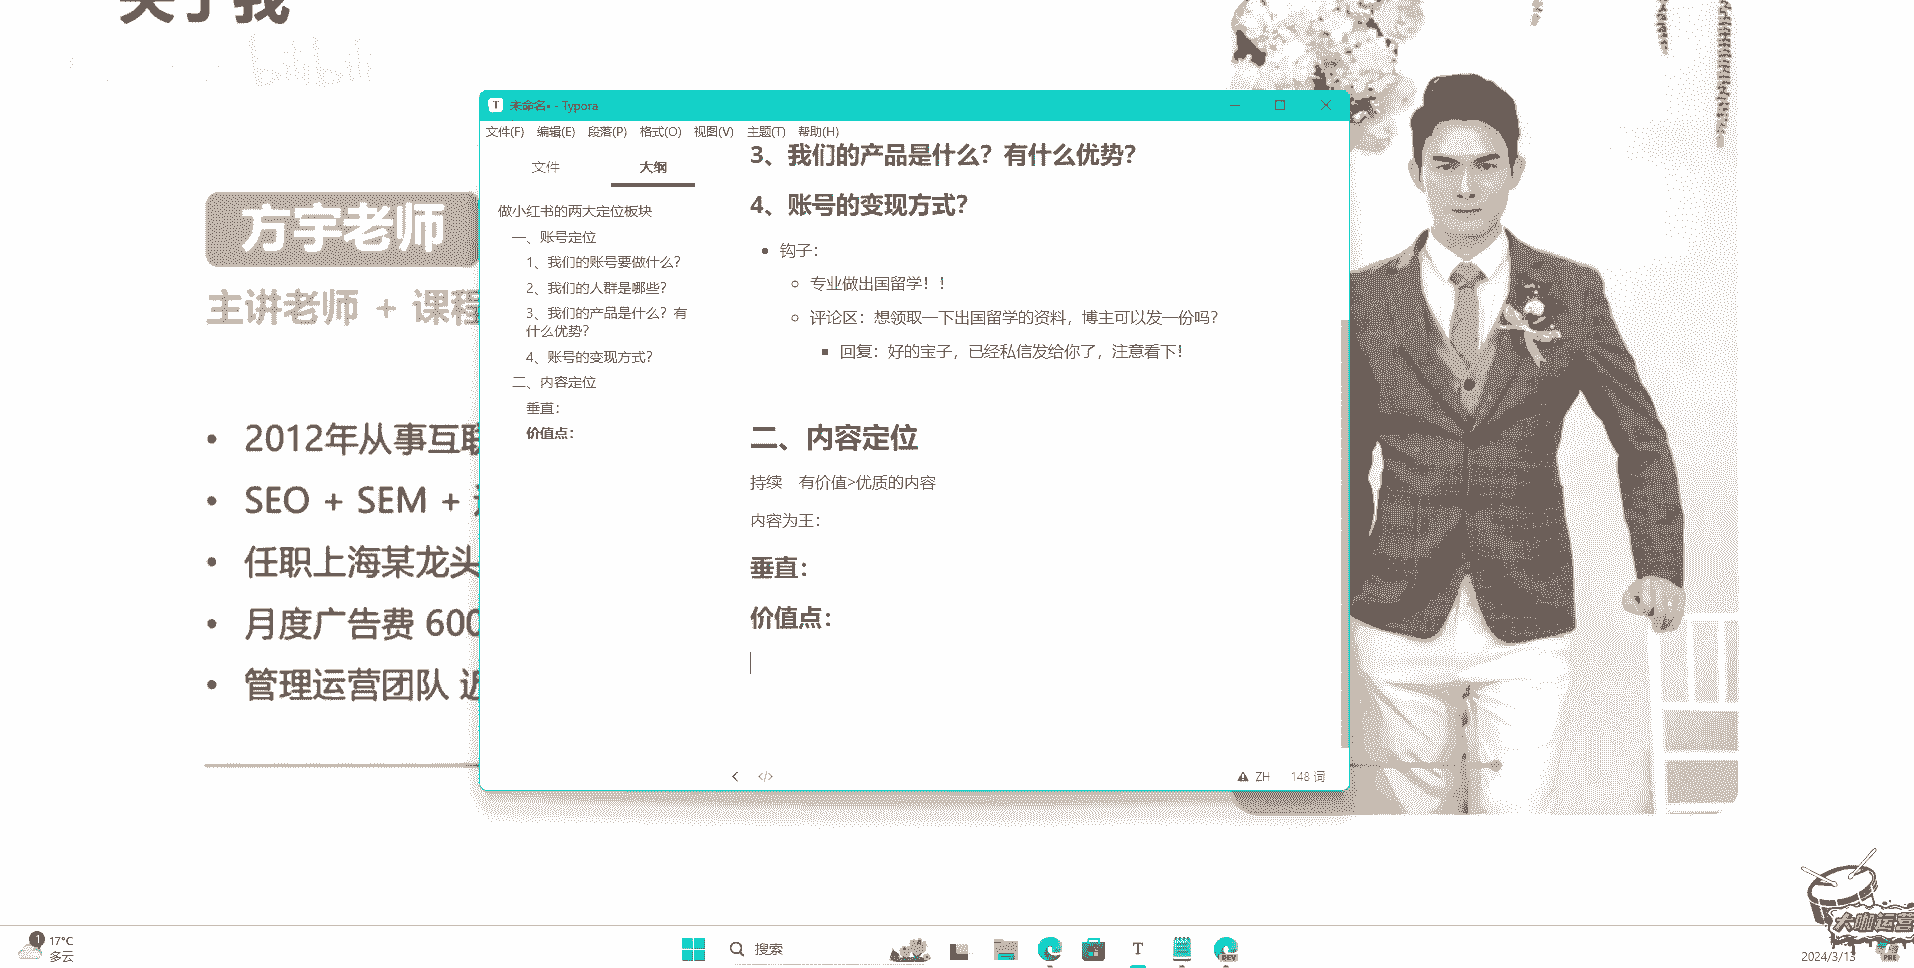 bilibili
未命名• - Typora
文件(F) 编辑(E) 段落(P) 格式(O) 视图(V) 主题(T) 帮助(H)
文件 大纲
做小红书的两大定位板块
一、账号定位
1、我们的账号要做什么？
2、我们的人群是哪些？
3、我们的产品是什么？有
什么优势？
4、账号的变现方式？
二、内容定位
垂直：
价值点：
3、我们的产品是什么？有什么优势？
4、账号的变现方式？
钩子：
专业做出国留学！！
评论区：想领取一下出国留学的资料，博主可以发一份吗？
回复：好的宝子，已经私信发给你了，注意看下！
二、内容定位
持续 有价值>优质的内容
内容为王：
垂直：
价值点：
ZH 148 词
方宇老师
主讲老师 + 课程
2012年从事互联
SEO + SEM +
任职上海某龙头
月度广告费 600
管理运营团队 近
大咖运营
1
17°C
多云
搜索
T
DEV
2024/3/13
PRE